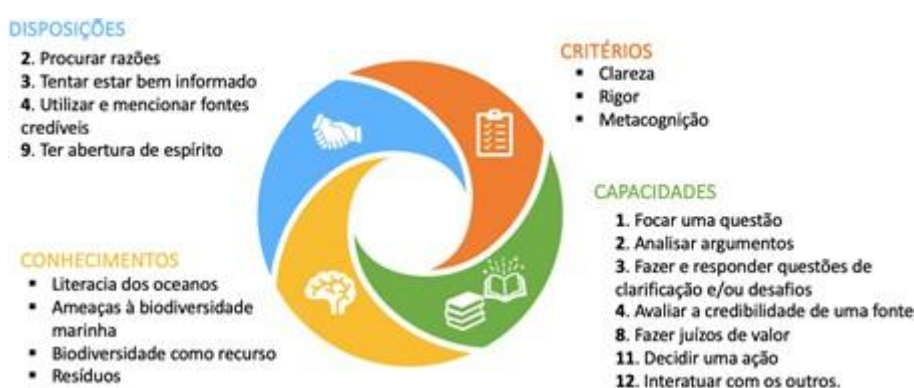 DISPOSIÇÕES
2. Procurar razões
3. Tentar estar bem informado
4. Utilizar e mencionar fontes
credíveis
9. Ter abertura de espírito
CRITÉRIOS
▪ Clareza
▪ Rigor
▪ Metacognição
CONHECIMENTOS
▪ Literacia dos oceanos
▪ Ameaças à biodiversidade
marinha
▪ Biodiversidade como recurso
▪ Resíduos
CAPACIDADES
1. Focar uma questão
2. Analisar argumentos
3. Fazer e responder questões de
clarificação e/ou desafios
4. Avaliar a credibilidade de uma fonte
8. Fazer juízos de valor
11. Decidir uma ação
12. Interatuar com os outros.